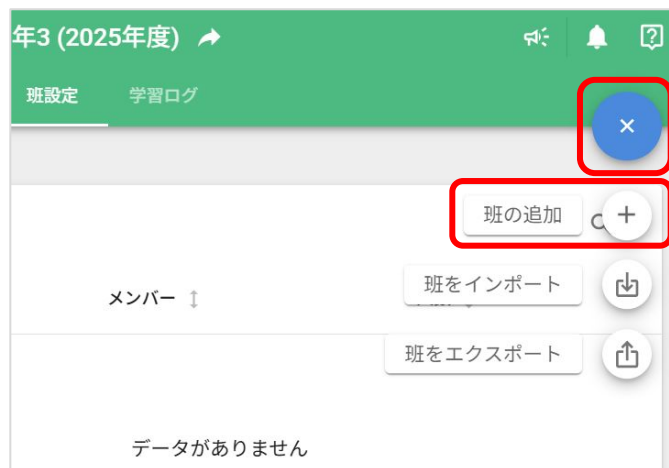 年3 (2025年度)
班設定 学習ログ
班の追加
メンバー
班をインポート
班をエクスポート
データがありません